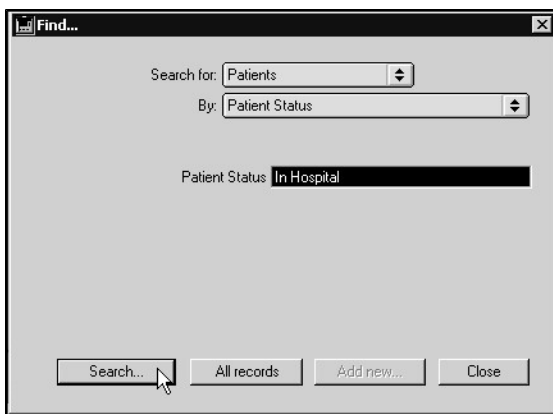 Find...
Search for: Patients
By: Patient Status
Patient Status In Hospital
Search... All records Add new... Close